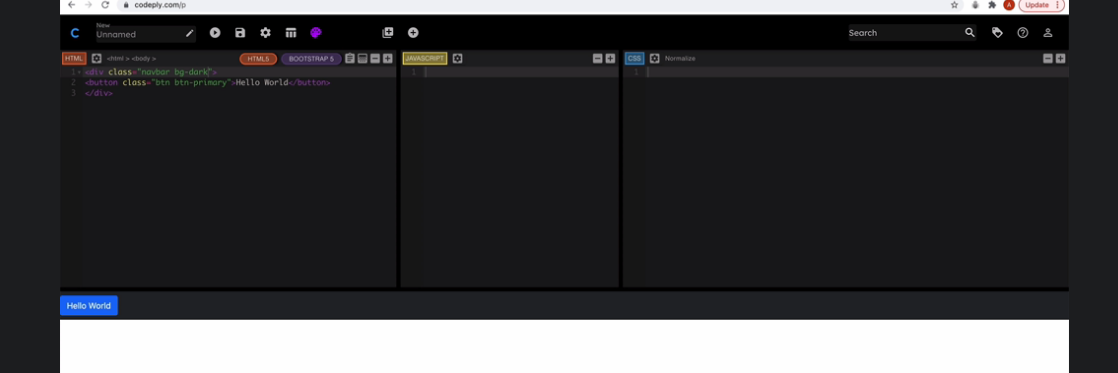 codeply.com/p
A
Update
New
Unnamed
Search
HTML
<html > <body >
HTML5
BOOTSTRAP 5
JAVASCRIPT
CSS
Normalize
1
<div class="navbar bg-dark">
2
<button class="btn btn-primary">Hello World</button>
3
</div>
1
1
Hello World